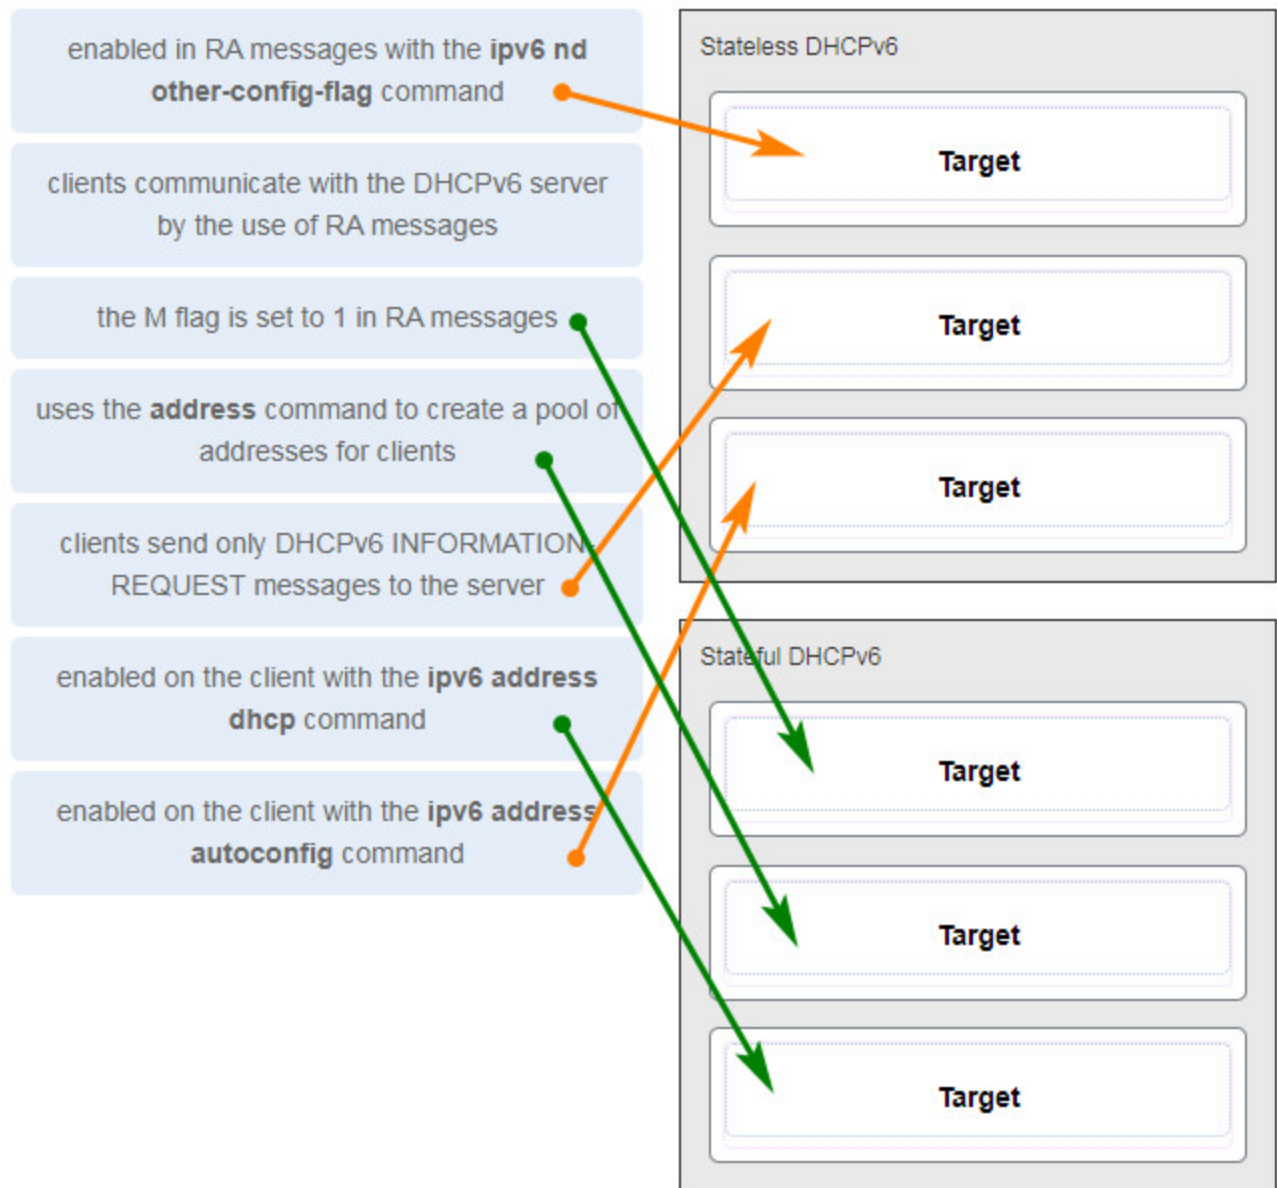 enabled in RA messages with the ipv6 nd
other-config-flag command
clients communicate with the DHCPv6 server
by the use of RA messages
the M flag is set to 1 in RA messages
uses the address command to create a pool of
addresses for clients
clients send only DHCPv6 INFORMATION-
REQUEST messages to the server
enabled on the client with the ipv6 address
dhcp command
enabled on the client with the ipv6 address
autoconfig command
Stateless DHCPv6
Target
Target
Target
Stateful DHCPv6
Target
Target
Target